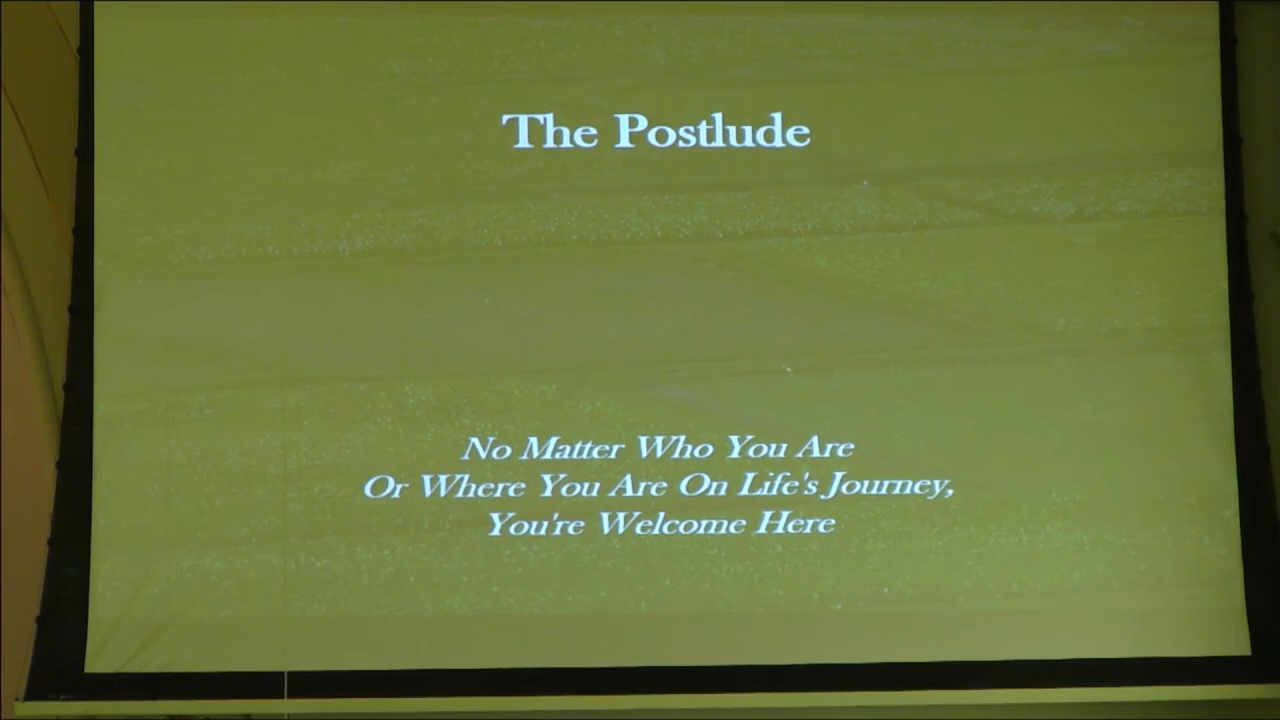 The Postlude
No Matter Who You Are
Or Where You Are On Life's Journey,
You're Welcome Here